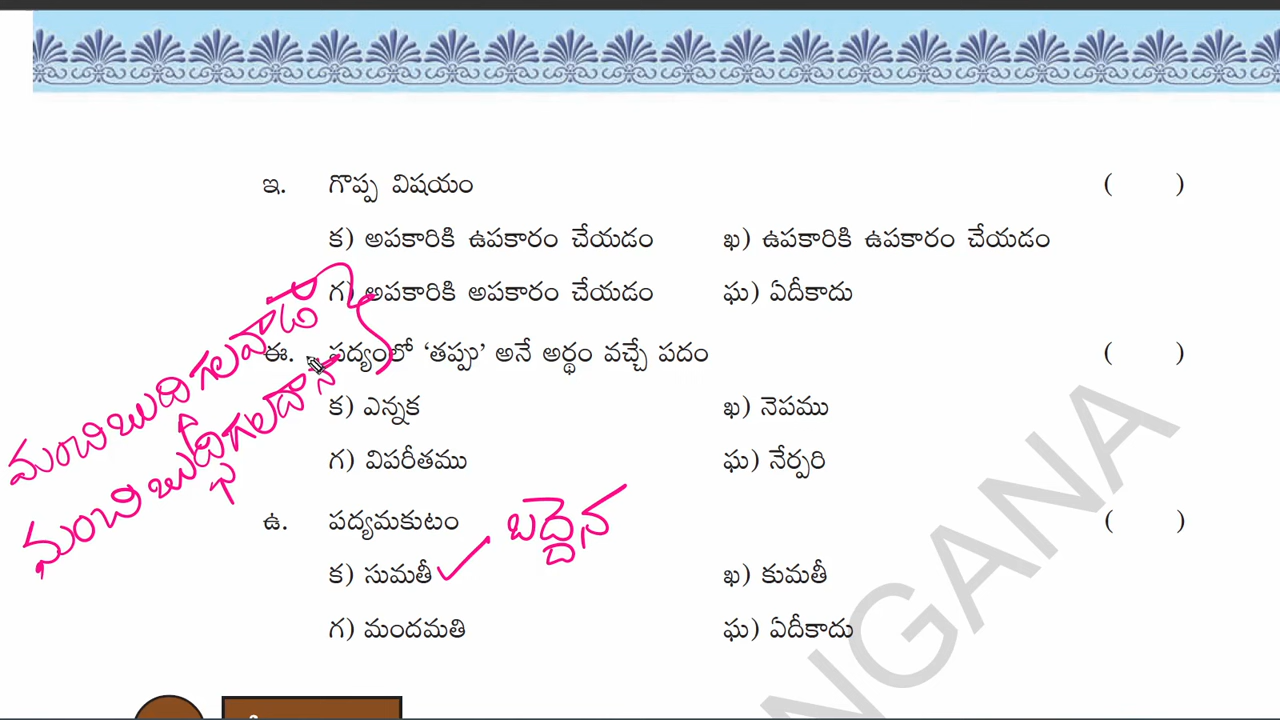 ఇ. గొప్ప విషయం ( )
క) అపకారికి ఉపకారం చేయడం ఖ) ఉపకారికి ఉపకారం చేయడం
గ) అపకారికి అపకారం చేయడం ఘ) ఏదీకాదు
ఈ. పద్యంలో ‘తప్పు’ అనే అర్థం వచ్చే పదం ( )
క) ఎన్నక ఖ) నెపము
గ) విపరీతము ఘ) నేర్పరి
ఉ. పద్యమకుటం ( )
క) సుమతీ ఖ) కుమతీ
గ) మందమతి ఘ) ఏదీకాదు
మంచి బుది గలవాడా
మంచి బుద్ధి గలదాన
బద్దెన
NGANA